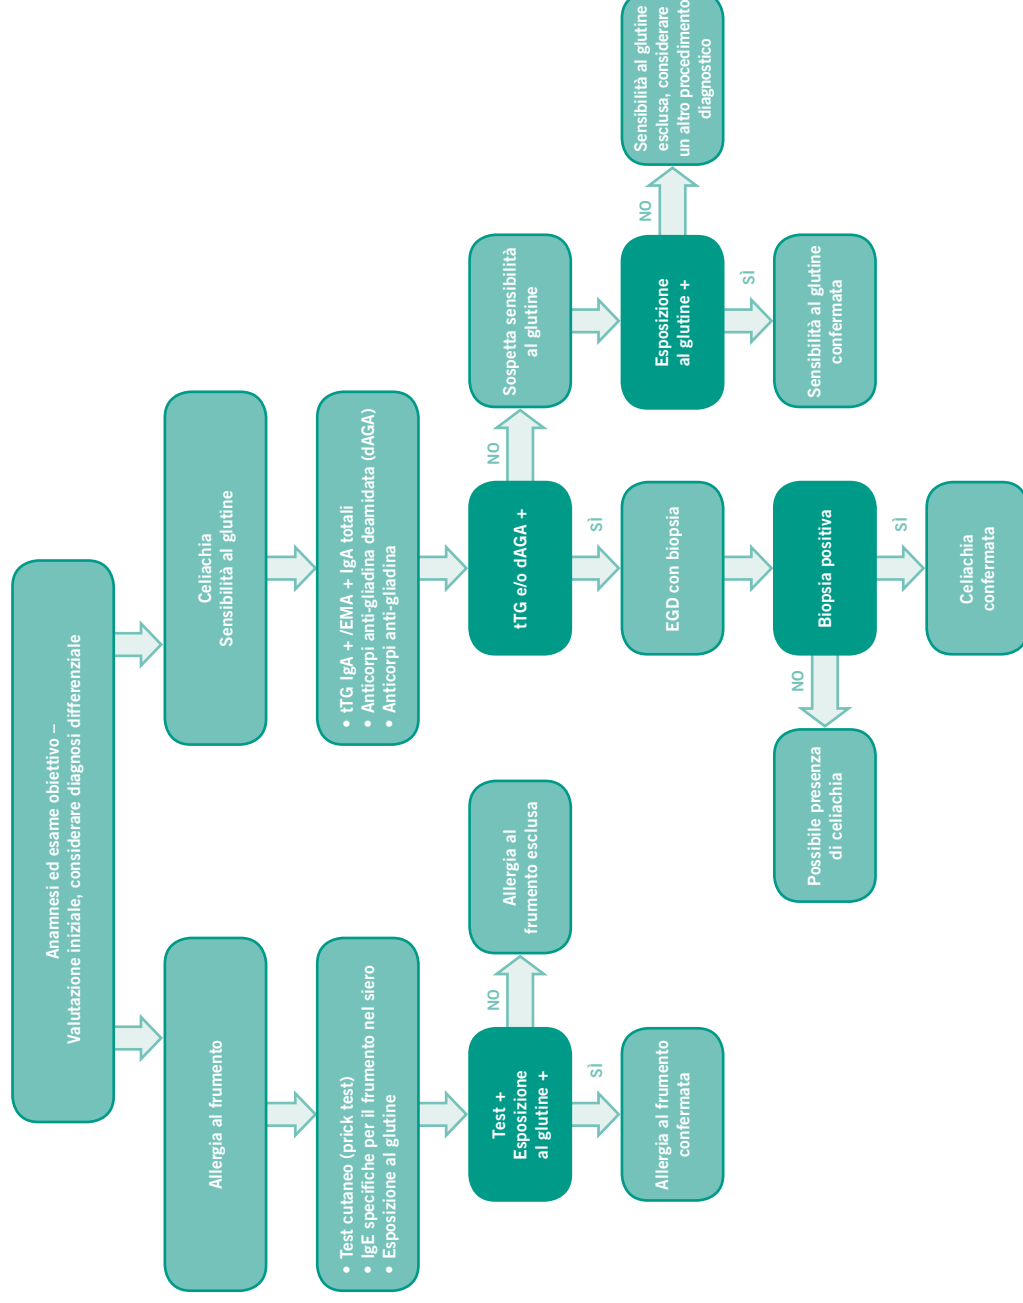 Anamnesi ed esame obiettivo –
Valutazione iniziale, considerare diagnosi differenziale
Allergia al frumento
• Test cutaneo (prick test)
• IgE specifiche per il frumento nel siero
• Esposizione al glutine
Test +
Esposizione
al glutine +
NO
Allergia al
frumento esclusa
SÌ
Allergia al frumento
confermata
Celiachia
Sensibilità al glutine
• tTG IgA + /EMA + IgA totali
• Anticorpi anti-gliadina deamidata (dAGA)
• Anticorpi anti-gliadina
tTG e/o dAGA +
NO
Sospetta sensibilità
al glutine
SÌ
EGD con biopsia
Biopsia positiva
NO
Possibile presenza
di celiachia
SÌ
Celiachia
confermata
Esposizione
al glutine +
NO
Sensibilità al glutine
esclusa, considerare
un altro procedimento
diagnostico
SÌ
Sensibilità al glutine
confermata